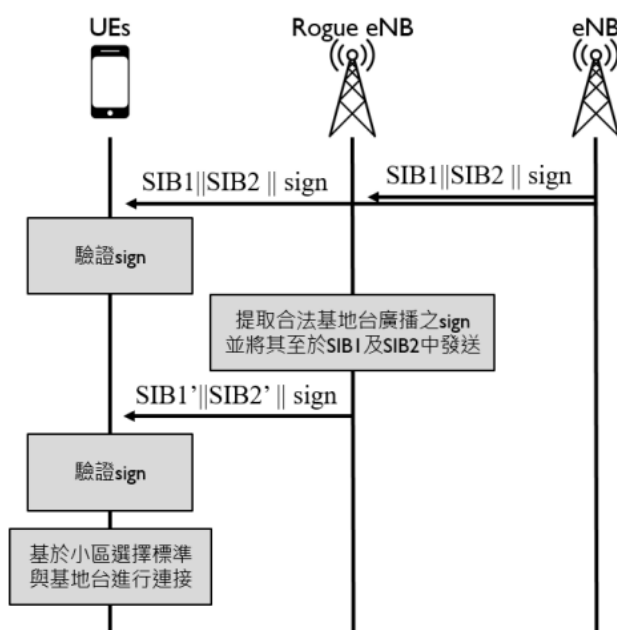 UEs
Rogue eNB
eNB
SIB1||SIB2 || sign
SIB1||SIB2 || sign
驗證sign
提取合法基地台廣播之sign
並將其至於SIB1及SIB2中發送
SIB1’||SIB2’ || sign
驗證sign
基於小區選擇標準
與基地台進行連接